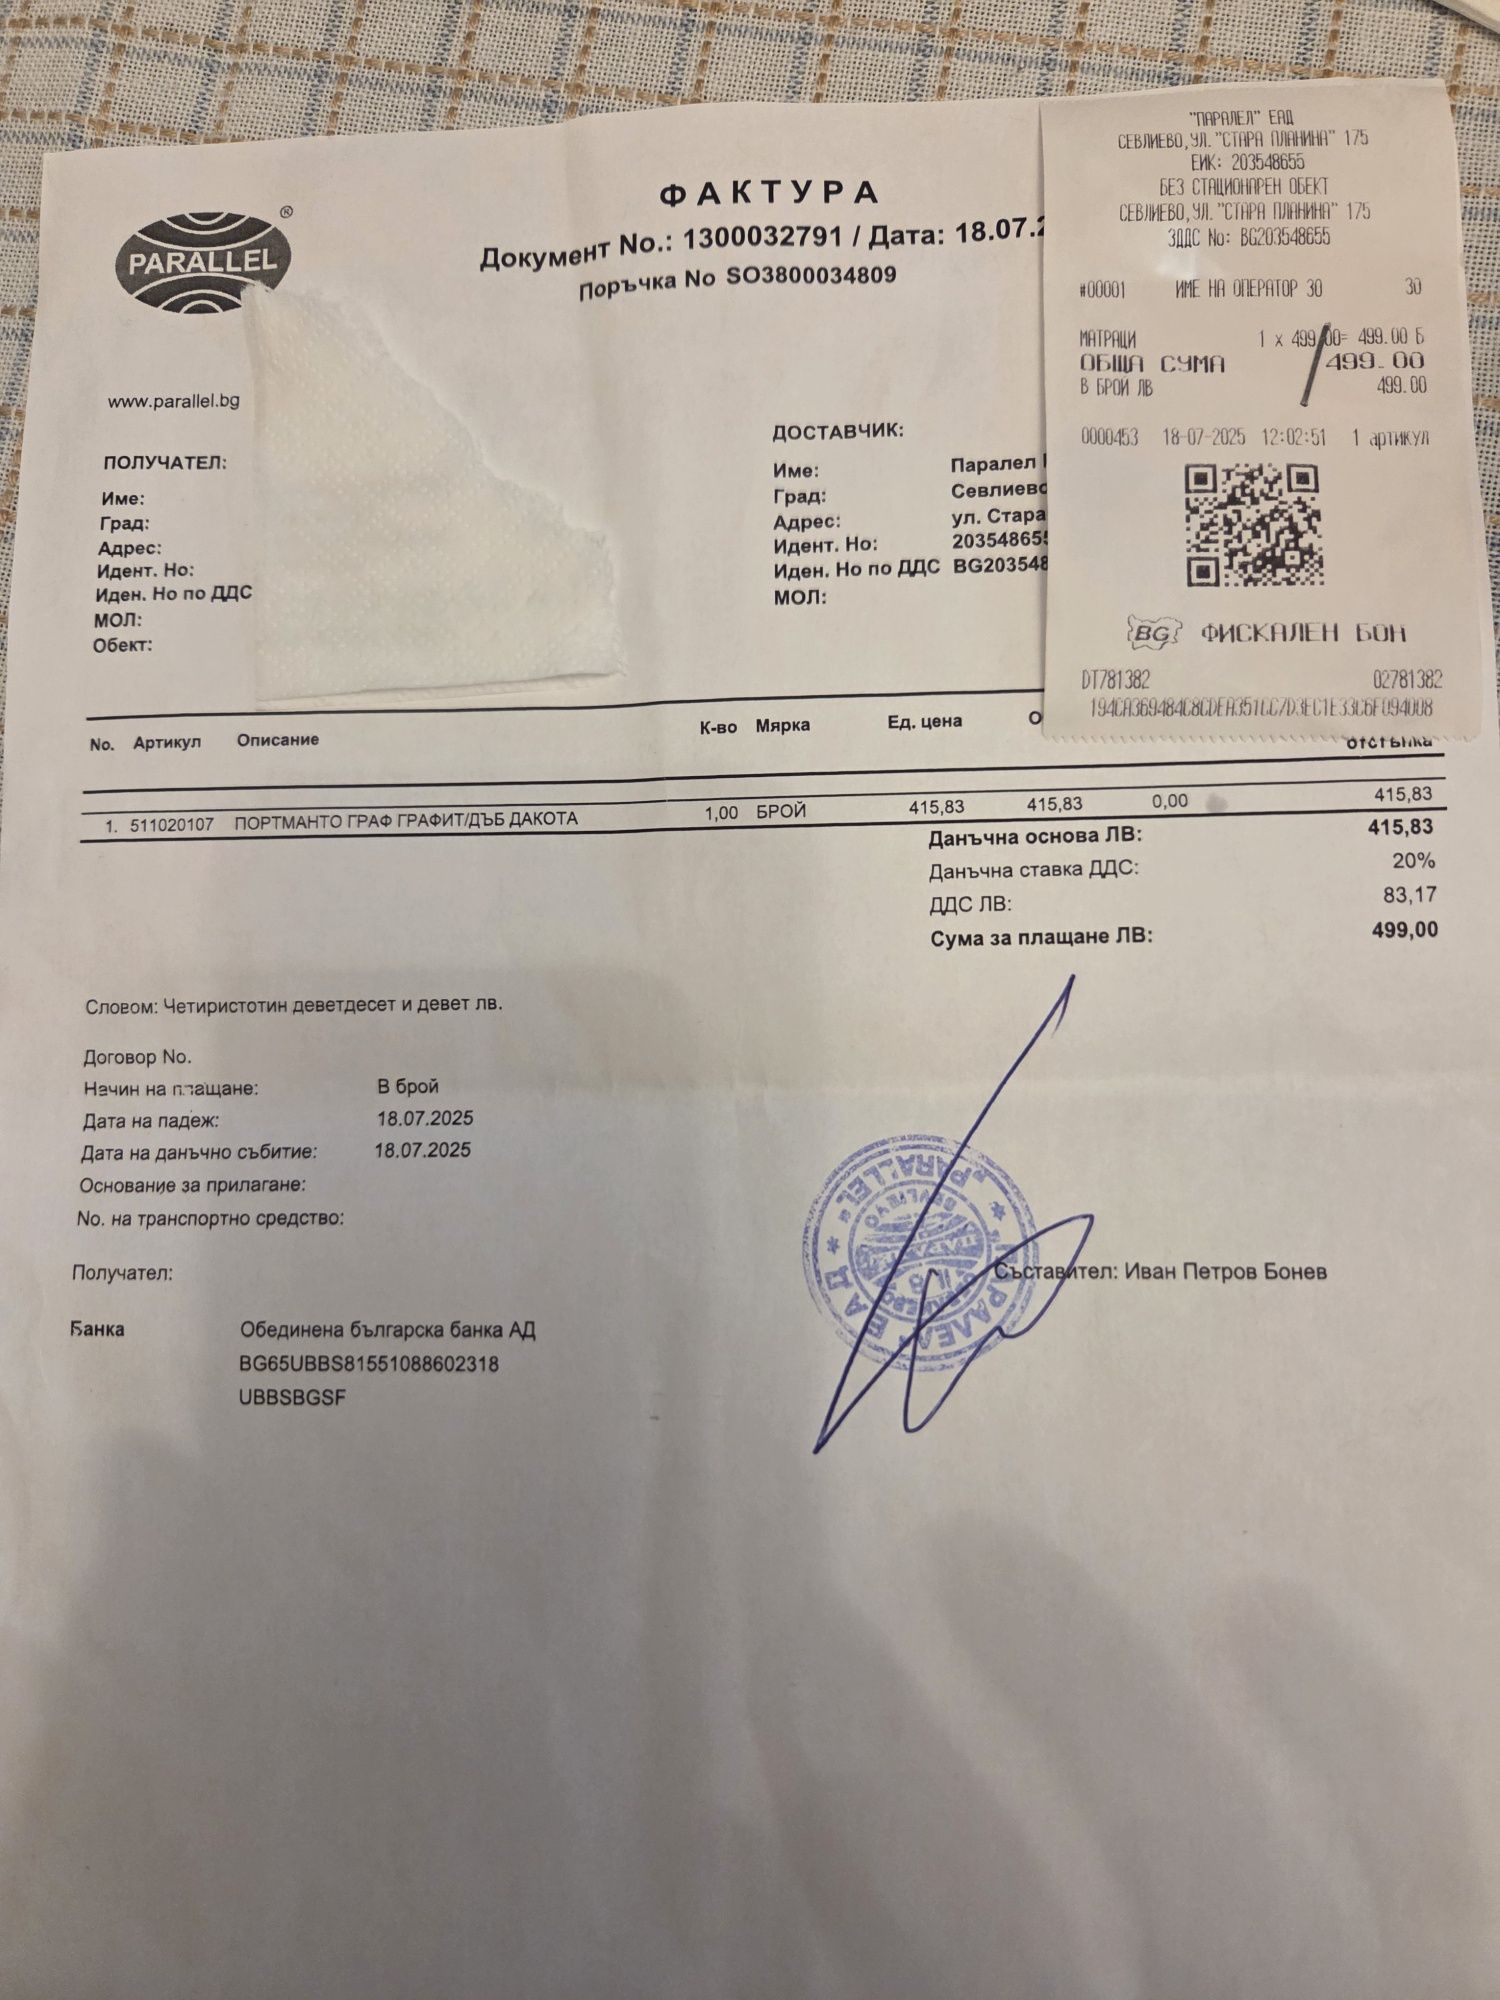 ФАКТУРА
Документ No.: 1300032791 / Дата: 18.07.
Поръчка No SO3800034809
PARALLEL
®
www.parallel.bg
ПОЛУЧАТЕЛ:
Име:
Град:
Адрес:
Идент. Но:
Иден. Но по ДДС
МОЛ:
Обект:
ДОСТАВЧИК:
Име: Паралел
Град: Севлиево
Адрес: ул. Стара
Идент. Но: 203548655
Иден. Но по ДДС BG203548
МОЛ:
"ПАРАЛЕЛ" ЕАД
СЕВЛИЕВО,УЛ."СТАРА ПЛАНИНА" 175
ЕИК: 203548655
БЕЗ СТАЦИОНАРЕН ОБЕКТ
СЕВЛИЕВО,УЛ."СТАРА ПЛАНИНА" 175
ЗДДС No: BG203548655
#00001 ИМЕ НА ОПЕРАТОР 30 30
МАТРАЦИ 1 x 499.00= 499.00 Б
ОБЩА СУМА 499.00
В БРОЙ ЛВ 499.00
0000453 18-07-2025 12:02:51 1 артикул
BG ФИСКАЛЕН БОН
DT781382 02781382
No. Артикул Описание К-во Мярка Ед. цена отстъпка
1. 511020107 ПОРТМАНТО ГРАФ ГРАФИТ/ДЪБ ДАКОТА 1,00 БРОЙ 415,83 415,83 0,00 415,83
Данъчна основа ЛВ: 415,83
Данъчна ставка ДДС: 20%
ДДС ЛВ: 83,17
Сума за плащане ЛВ: 499,00
Словом: Четиристотин деветдесет и девет лв.
Договор No.
Начин на плащане: В брой
Дата на падеж: 18.07.2025
Дата на данъчно събитие: 18.07.2025
Основание за прилагане:
No. на транспортно средство:
Получател:
Съставител: Иван Петров Бонев
"PARALLEL"
"ПАРАЛЕЛ" ЕАД
Банка Обединена българска банка АД
BG65UBBS81551088602318
UBBSBGSF